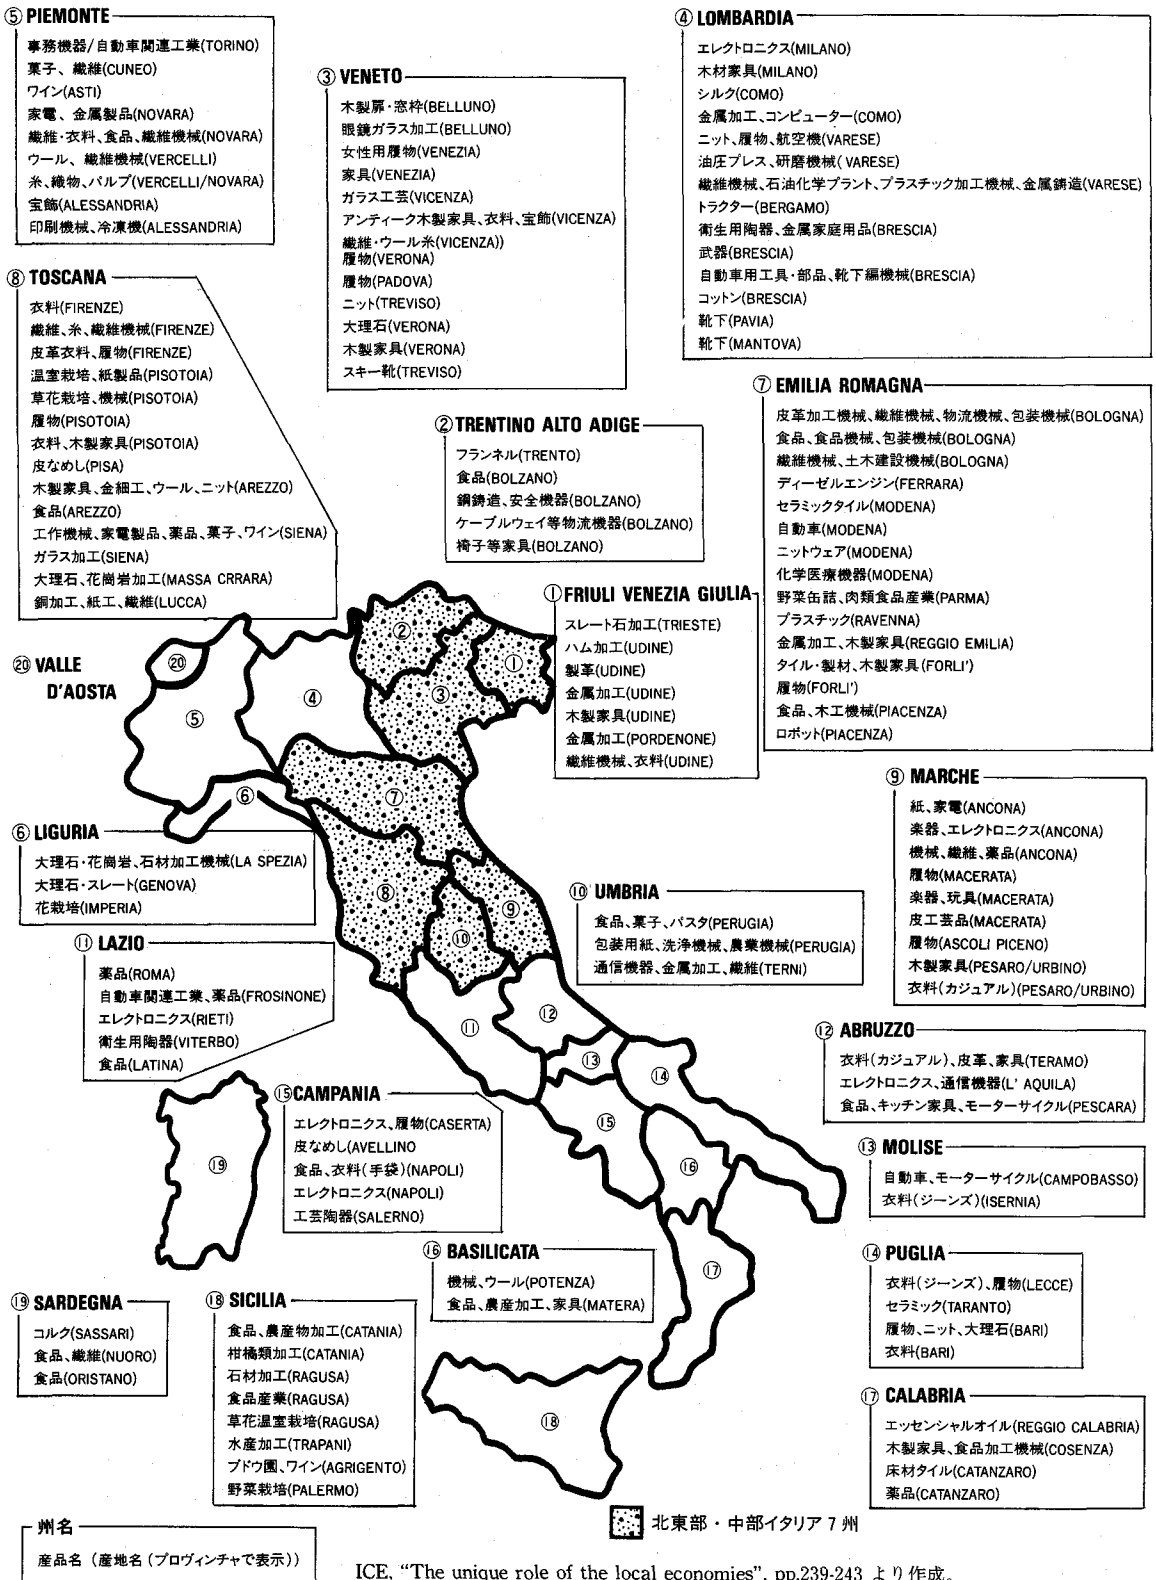 ⑤ PIEMONTE
事務機器/自動車関連工業(TORINO)
菓子、繊維(CUNEO)
ワイン(ASTI)
家電、金属製品(NOVARA)
繊維・衣料、食品、繊維機械(NOVARA)
ウール、繊維機械(VERCELLI)
糸、織物、パルプ(VERCELLI/NOVARA)
宝飾(ALESSANDRIA)
印刷機械、冷凍機(ALESSANDRIA)
③ VENETO
木製扉・窓枠(BELLUNO)
眼鏡ガラス加工(BELLUNO)
女性用履物(VENEZIA)
家具(VENEZIA)
ガラス工芸(VICENZA)
アンティーク木製家具、衣料、宝飾(VICENZA)
繊維・ウール糸(VICENZA))
履物(VERONA)
履物(PADOVA)
ニット(TREVISO)
大理石(VERONA)
木製家具(VERONA)
スキー靴(TREVISO)
④ LOMBARDIA
エレクトロニクス(MILANO)
木材家具(MILANO)
シルク(COMO)
金属加工、コンピューター(COMO)
ニット、履物、航空機(VARESE)
油圧プレス、研磨機械(VARESE)
繊維機械、石油化学プラント、プラスチック加工機械、金属鋳造(VARESE)
トラクター(BERGAMO)
衛生用陶器、金属家庭用品(BRESCIA)
武器(BRESCIA)
自動車用工具・部品、靴下編機械(BRESCIA)
コットン(BRESCIA)
靴下(PAVIA)
靴下(MANTOVA)
⑧ TOSCANA
衣料(FIRENZE)
繊維、糸、繊維機械(FIRENZE)
皮革衣料、履物(FIRENZE)
温室栽培、紙製品(PISOTOIA)
草花栽培、機械(PISOTOIA)
履物(PISOTOIA)
衣料、木製家具(PISOTOIA)
皮なめし(PISA)
木製家具、金細工、ウール、ニット(AREZZO)
食品(AREZZO)
工作機械、家電製品、薬品、菓子、ワイン(SIENA)
ガラス加工(SIENA)
大理石、花崗岩加工(MASSA CRRARA)
銅加工、紙工、繊維(LUCCA)
② TRENTINO ALTO ADIGE
フランネル(TRENTO)
食品(BOLZANO)
鋼鋳造、安全機器(BOLZANO)
ケーブルウェイ等物流機器(BOLZANO)
椅子等家具(BOLZANO)
⑦ EMILIA ROMAGNA
皮革加工機械、繊維機械、物流機械、包装機械(BOLOGNA)
食品、食品機械、包装機械(BOLOGNA)
繊維機械、土木建設機械(BOLOGNA)
ディーゼルエンジン(FERRARA)
セラミックタイル(MODENA)
自動車(MODENA)
ニットウェア(MODENA)
化学医療機器(MODENA)
野菜缶詰、肉類食品産業(PARMA)
プラスチック(RAVENNA)
金属加工、木製家具(REGGIO EMILIA)
タイル・製材、木製家具(FORLI')
履物(FORLI')
食品、木工機械(PIACENZA)
ロボット(PIACENZA)
① FRIULI VENEZIA GIULIA
スレート石加工(TRIESTE)
ハム加工(UDINE)
製革(UDINE)
金属加工(UDINE)
木製家具(UDINE)
金属加工(PORDENONE)
繊維機械、衣料(UDINE)
⑳ VALLE
D'AOSTA
⑳
②
①
③
④
⑤
⑥
⑦
⑧
⑨
⑩
⑪
⑫
⑬
⑭
⑮
⑯
⑰
⑱
⑲
⑥ LIGURIA
大理石・花崗岩、石材加工機械(LA SPEZIA)
大理石・スレート(GENOVA)
花栽培(IMPERIA)
⑨ MARCHE
紙、家電(ANCONA)
楽器、エレクトロニクス(ANCONA)
機械、繊維、薬品(ANCONA)
履物(MACERATA)
楽器、玩具(MACERATA)
皮工芸品(MACERATA)
履物(ASCOLI PICENO)
木製家具(PESARO/URBINO)
衣料(カジュアル)(PESARO/URBINO)
⑩ UMBRIA
食品、菓子、パスタ(PERUGIA)
包装用紙、洗浄機械、農業機械(PERUGIA)
通信機器、金属加工、繊維(TERNI)
⑪ LAZIO
薬品(ROMA)
自動車関連工業、薬品(FROSINONE)
エレクトロニクス(RIETI)
衛生用陶器(VITERBO)
食品(LATINA)
⑫ ABRUZZO
衣料(カジュアル)、皮革、家具(TERAMO)
エレクトロニクス、通信機器(L' AQUILA)
食品、キッチン家具、モーターサイクル(PESCARA)
⑮ CAMPANIA
エレクトロニクス、履物(CASERTA)
皮なめし(AVELLINO
食品、衣料(手袋)(NAPOLI)
エレクトロニクス(NAPOLI)
工芸陶器(SALERNO)
⑬ MOLISE
自動車、モーターサイクル(CAMPOBASSO)
衣料(ジーンズ)(ISERNIA)
⑯ BASILICATA
機械、ウール(POTENZA)
食品、農産加工、家具(MATERA)
⑭ PUGLIA
衣料(ジーンズ)、履物(LECCE)
セラミック(TARANTO)
履物、ニット、大理石(BARI)
衣料(BARI)
⑲ SARDEGNA
コルク(SASSARI)
食品、繊維(NUORO)
食品(ORISTANO)
⑱ SICILIA
食品、農産物加工(CATANIA)
柑橘類加工(CATANIA)
石材加工(RAGUSA)
食品産業(RAGUSA)
草花温室栽培(RAGUSA)
水産加工(TRAPANI)
ブドウ園、ワイン(AGRIGENTO)
野菜栽培(PALERMO)
⑰ CALABRIA
エッセンシャルオイル(REGGIO CALABRIA)
木製家具、食品加工機械(COSENZA)
床材タイル(CATANZARO)
薬品(CATANZARO)
北東部・中部イタリア7州
州名
産品名(産地名(プロヴィンチャで表示))
ICE, “The unique role of the local economies”, pp.239-243 より作成。